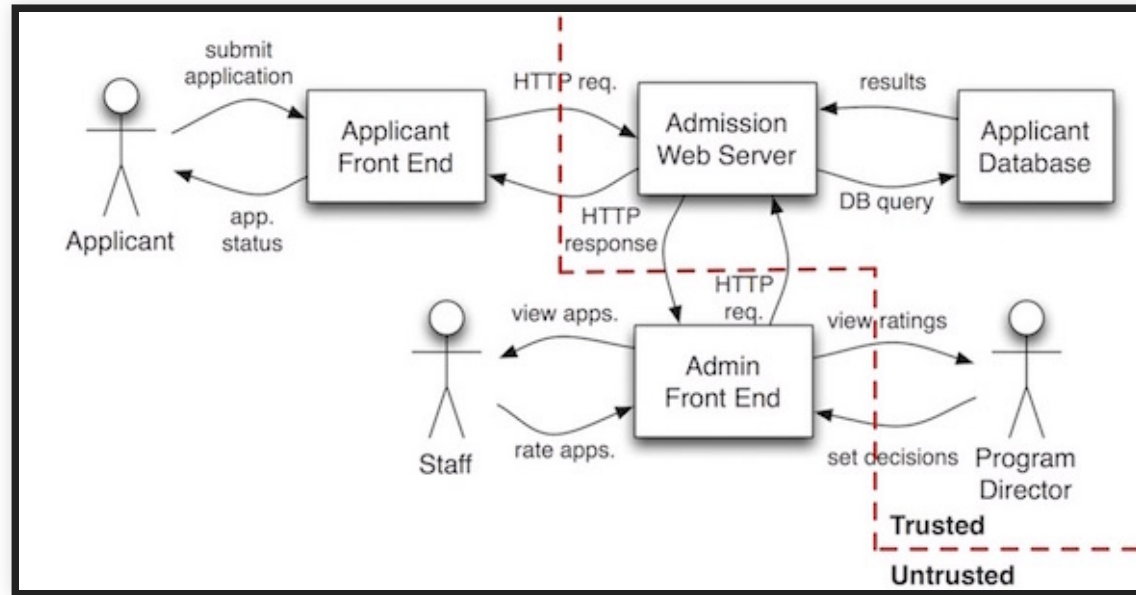 submit
application
HTTP req.
results
Applicant
Front End
Admission
Web Server
Applicant
Database
Applicant
app.
status
HTTP
response
DB query
HTTP
req.
view apps.
view ratings
Admin
Front End
Staff
rate apps.
set decisions
Program
Director
Trusted
Untrusted